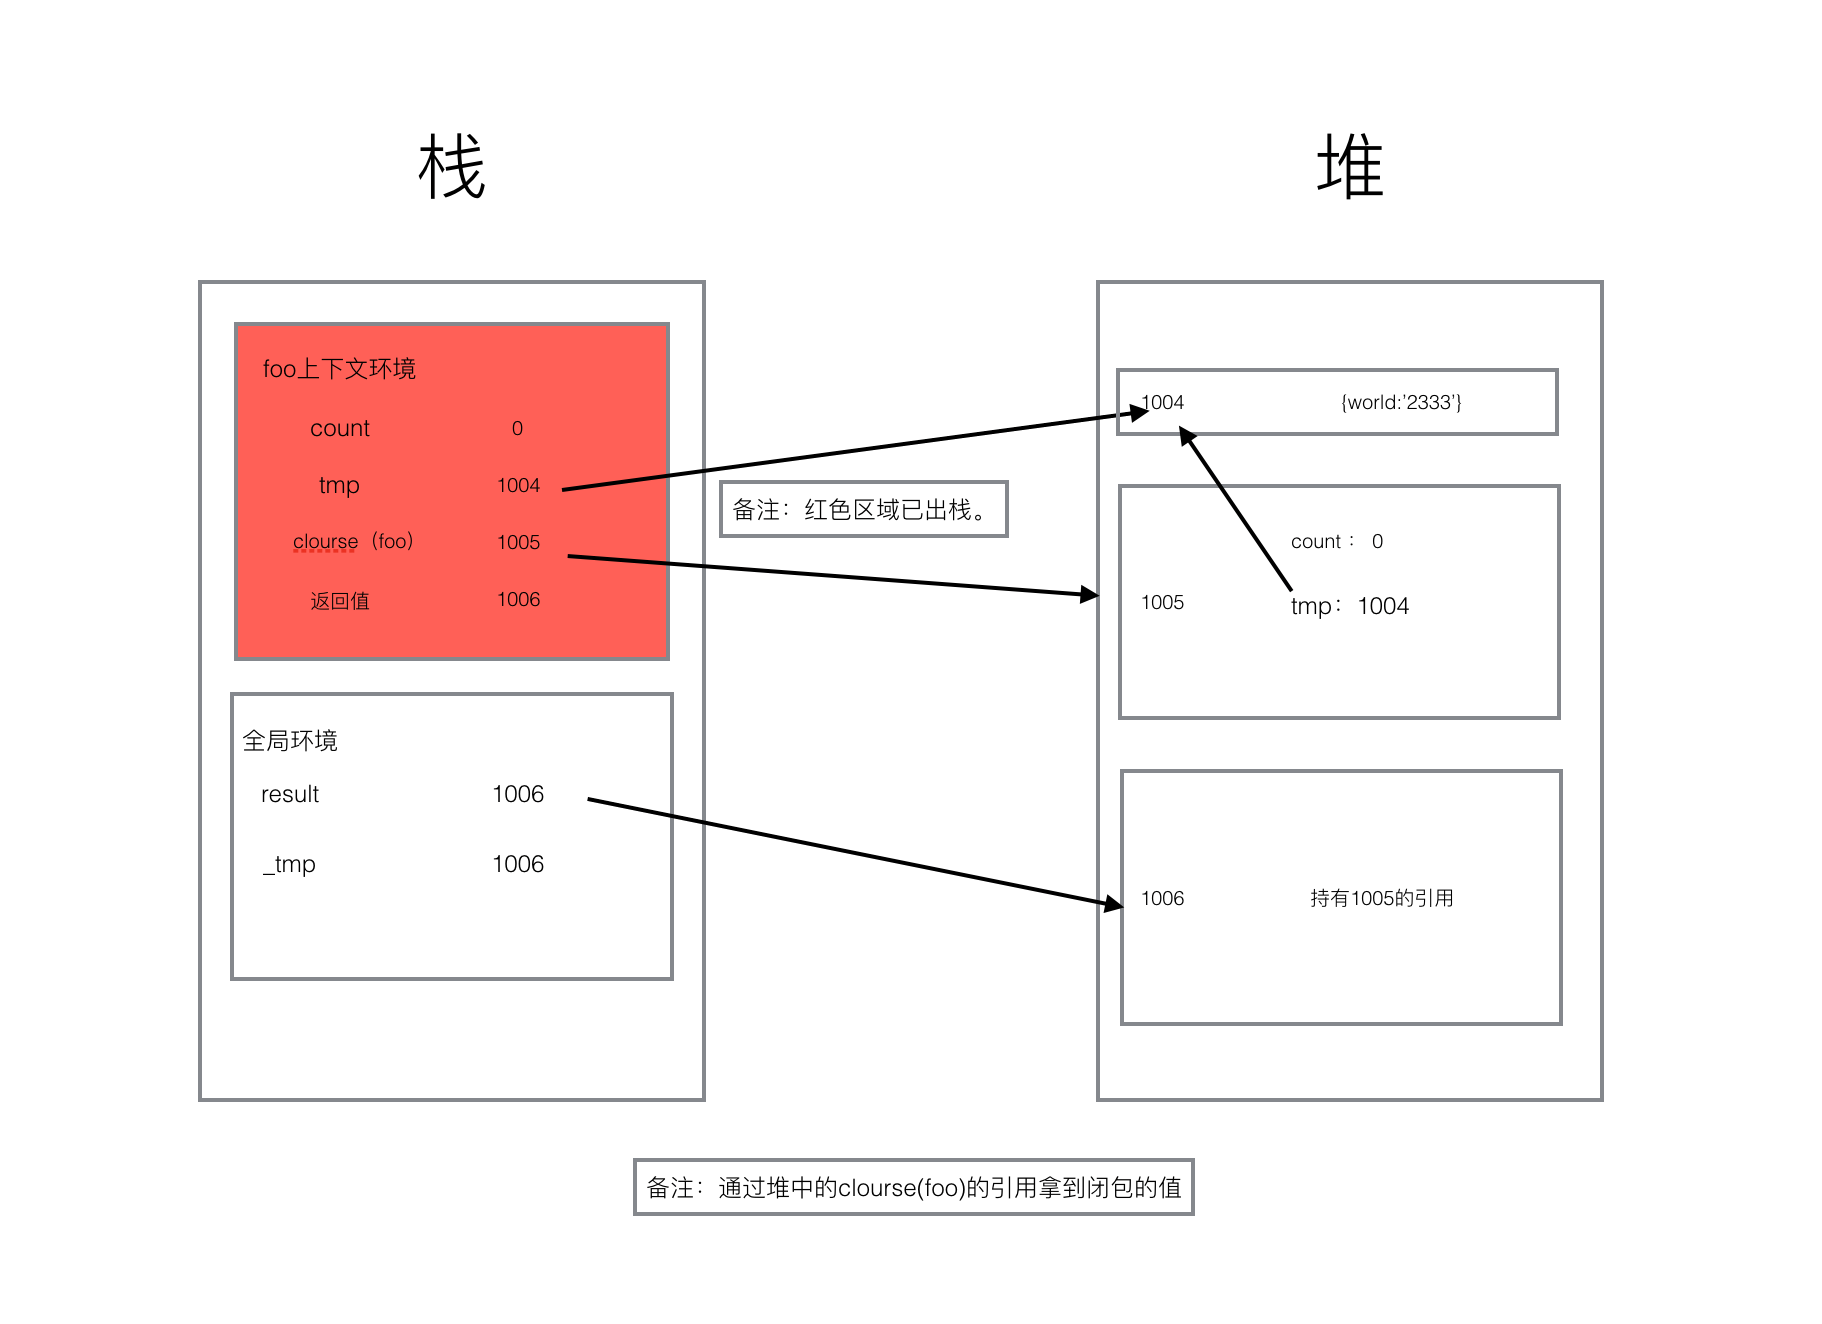 栈
堆
foo上下文环境
count 0
tmp 1004
clourse（foo） 1005
返回值 1006
备注：红色区域已出栈。
全局环境
result 1006
_tmp 1006
1004 {world:'2333'}
count： 0
1005
tmp： 1004
1006 持有1005的引用
备注：通过堆中的clourse(foo)的引用拿到闭包的值